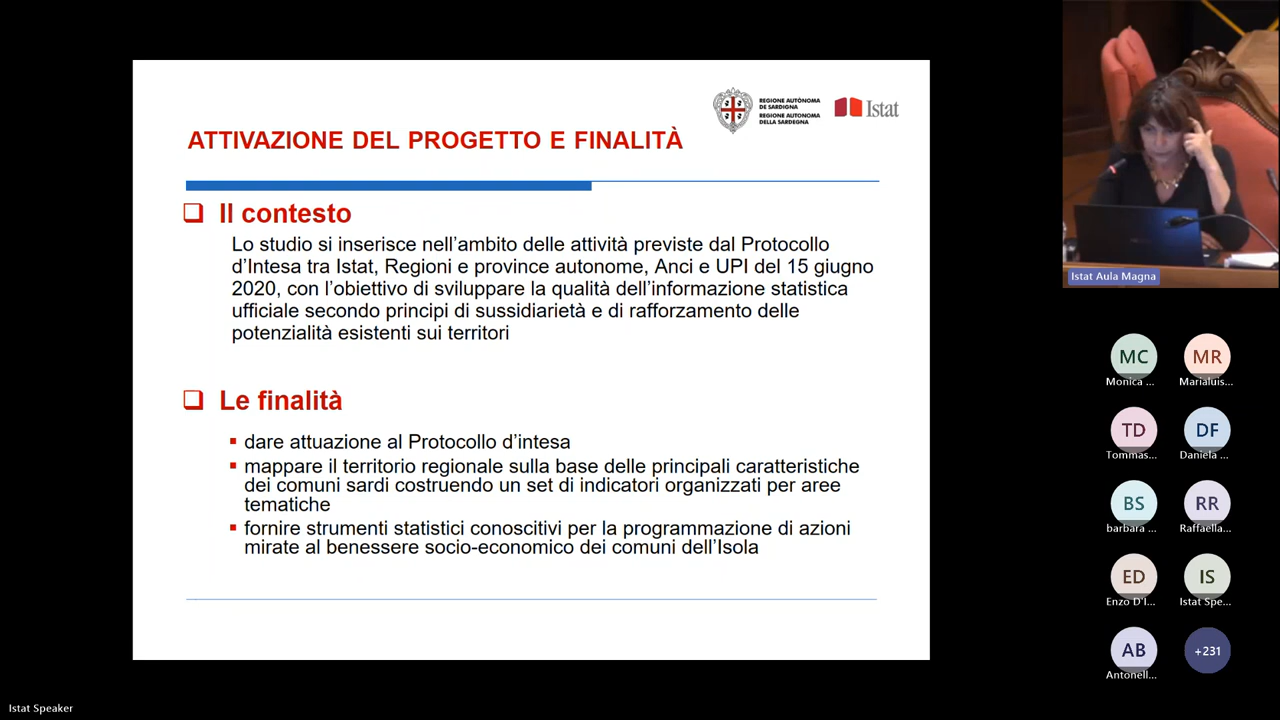 REGIONE AUTÒNOMA
DE SARDIGNA
REGIONE AUTONOMA
DELLA SARDEGNA
Istat
ATTIVAZIONE DEL PROGETTO E FINALITÀ
Il contesto
Lo studio si inserisce nell’ambito delle attività previste dal Protocollo
d’Intesa tra Istat, Regioni e province autonome, Anci e UPI del 15 giugno
2020, con l’obiettivo di sviluppare la qualità dell’informazione statistica
ufficiale secondo principi di sussidiarietà e di rafforzamento delle
potenzialità esistenti sui territori
Le finalità
dare attuazione al Protocollo d’intesa
mappare il territorio regionale sulla base delle principali caratteristiche
dei comuni sardi costruendo un set di indicatori organizzati per aree
tematiche
fornire strumenti statistici conoscitivi per la programmazione di azioni
mirate al benessere socio-economico dei comuni dell’Isola
Istat Aula Magna
MC MR
Monica ... Marialuis...
TD DF
Tommas... Daniela ...
BS RR
barbara ... Raffaella...
ED IS
Enzo D'I... Istat Spe...
AB +231
Antonell...
Istat Speaker